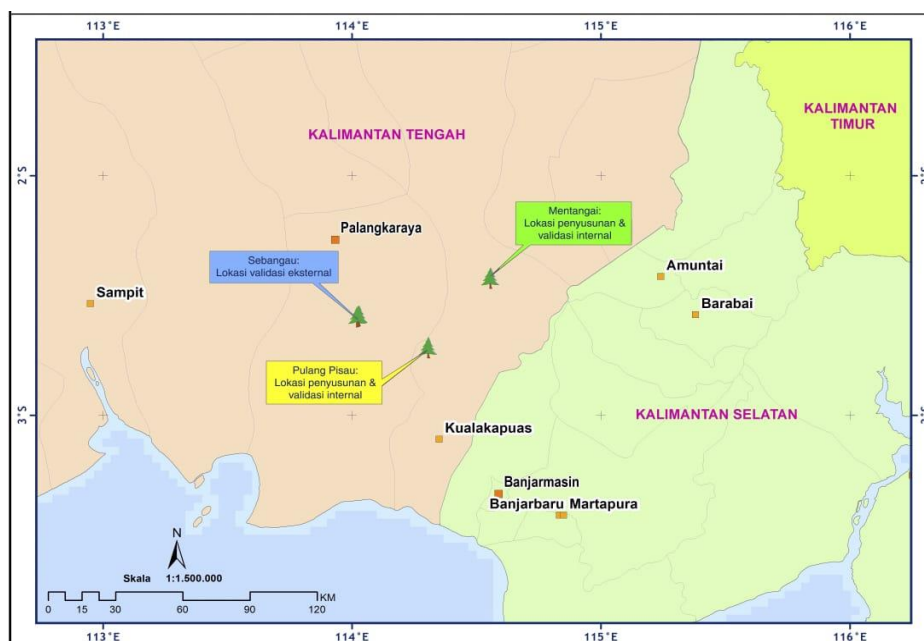 113°E 114°E 115°E 116°E
KALIMANTAN TENGAH
KALIMANTAN
TIMUR
2°S
Mentangai:
Lokasi penyusunan &
validasi internal
Palangkaraya
Sebangau:
Lokasi validasi eksternal
Amuntai
Sampit
Barabai
Pulang Pisau:
Lokasi penyusunan &
validasi internal
3°S
KALIMANTAN SELATAN
Kualakapuas
Banjarmasin
Banjarbaru Martapura
N
Skala 1:1.500.000
0 15 30 60 90 120
KM
113°E 114°E 115°E 116°E